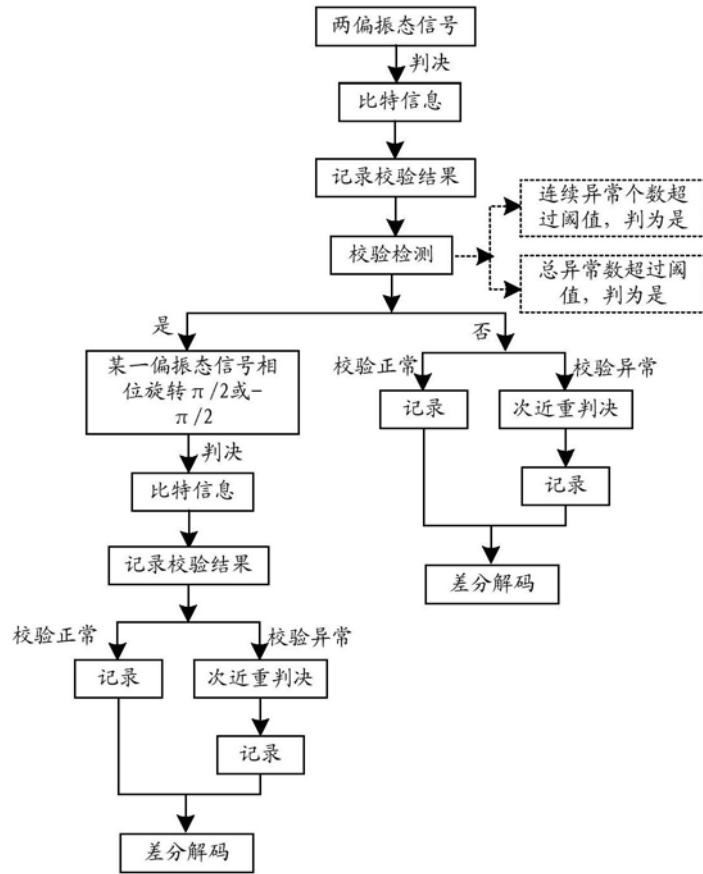 两偏振态信号
判决
比特信息
记录校验结果
校验检测
连续异常个数超
过阈值，判为是
总异常数超过阈
值，判为是
是
否
某一偏振态信号相
位旋转π/2或-
π/2
校验正常
校验异常
记录
次近重判决
记录
差分解码
判决
比特信息
记录校验结果
校验正常
校验异常
记录
次近重判决
记录
差分解码